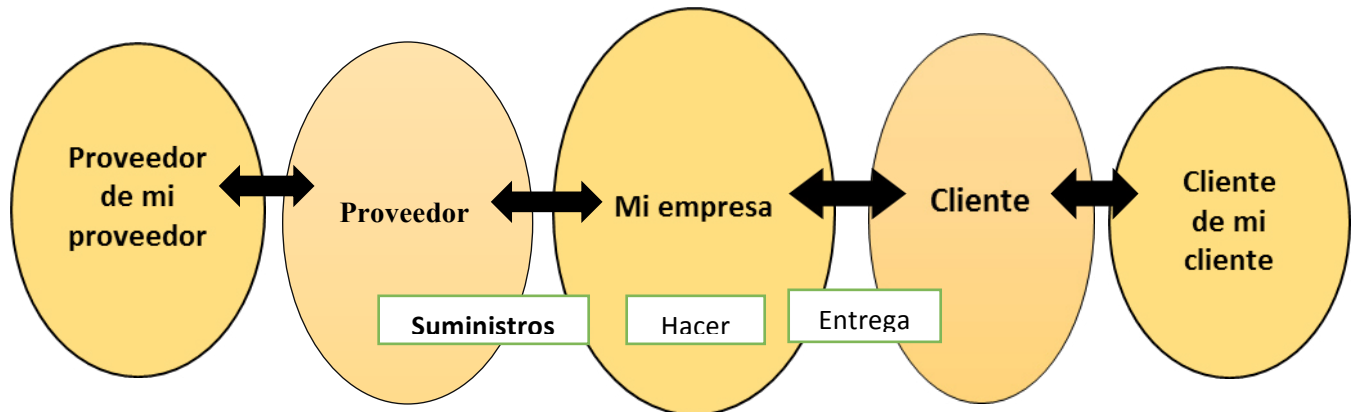 Proveedor
de mi
proveedor
Proveedor
Mi empresa
Cliente
Cliente
de mi
cliente
Suministros
Hacer
Entrega